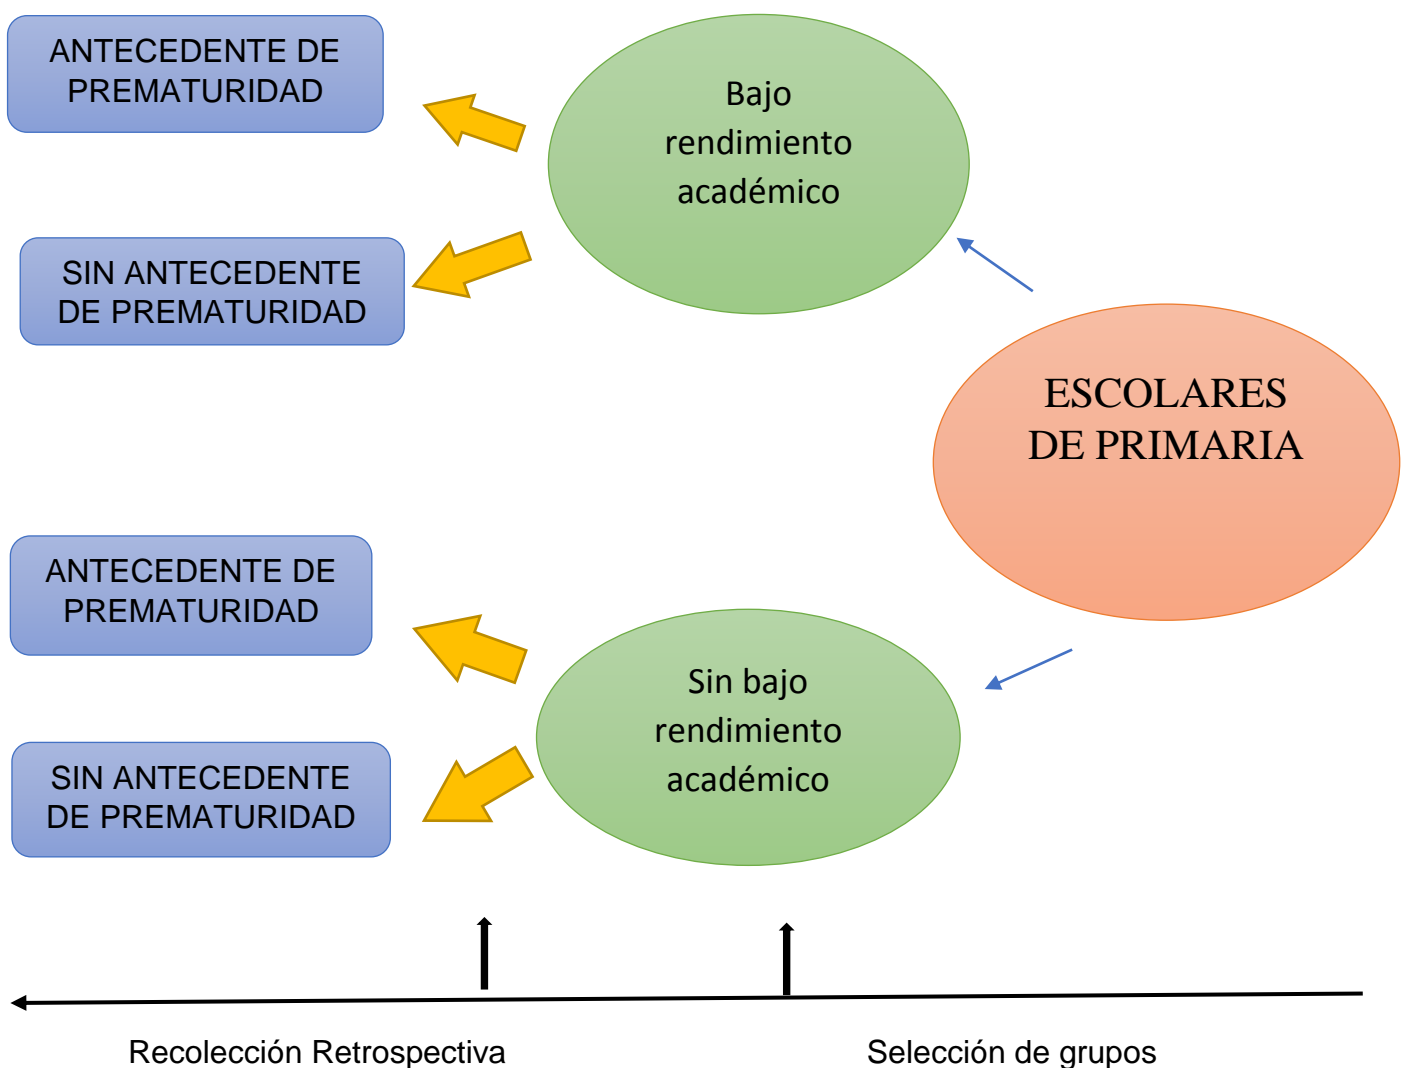 ANTECEDENTE DE
PREMATURIDAD
Bajo
rendimiento
académico
SIN ANTECEDENTE
DE PREMATURIDAD
ESCOLARES
DE PRIMARIA
ANTECEDENTE DE
PREMATURIDAD
Sin bajo
rendimiento
académico
SIN ANTECEDENTE
DE PREMATURIDAD
Recolección Retrospectiva
Selección de grupos